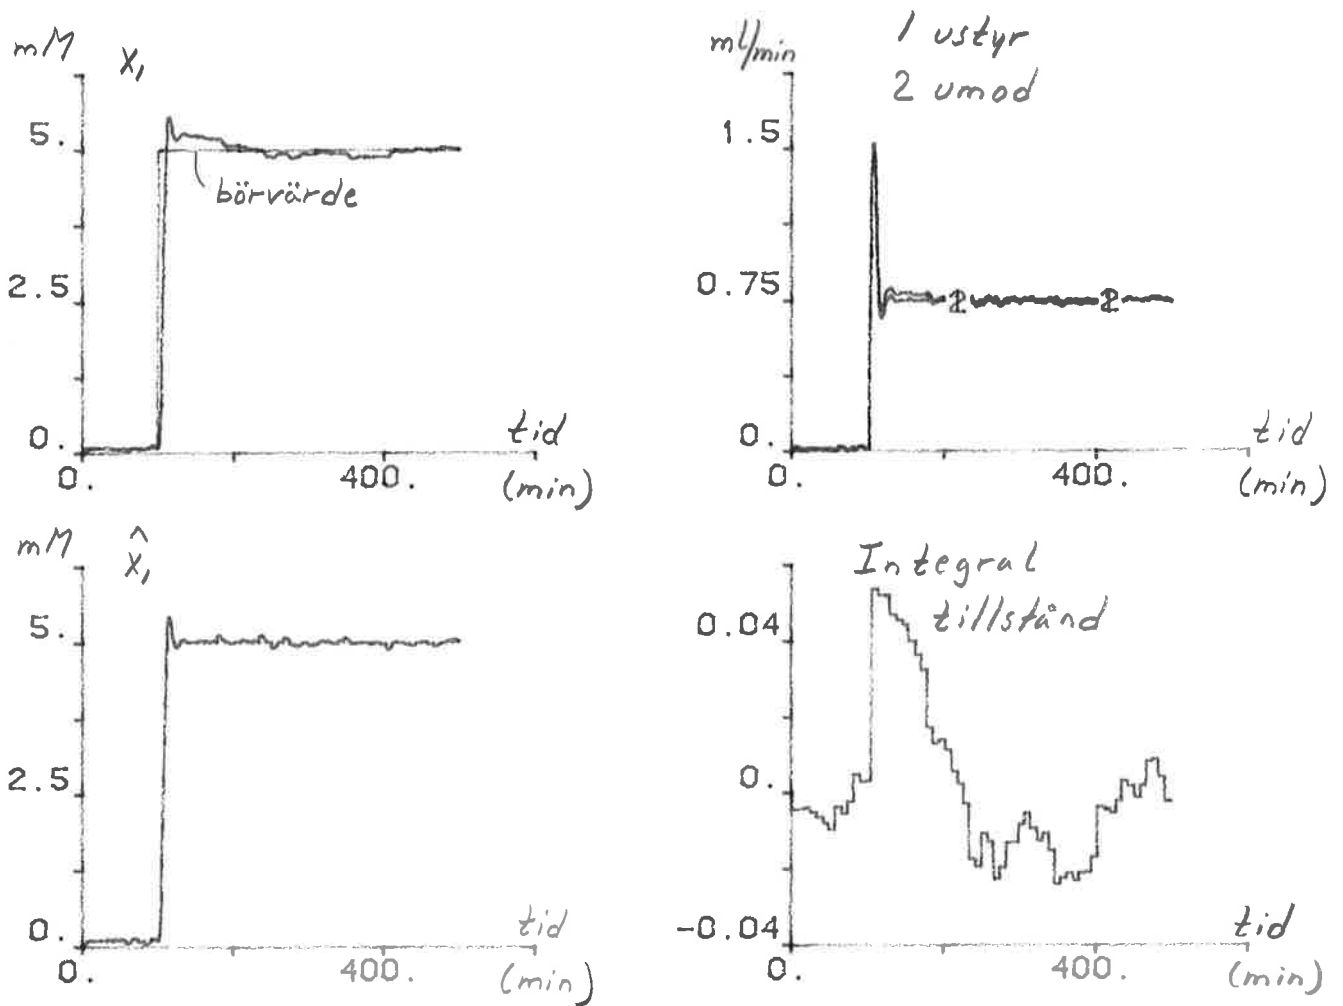 mM
X₁
5.
börvärde
2.5
0.
tid
0.
400.
(min)
ml/min
1 ustyr
2 umod
1.5
0.75
2
2
0.
tid
0.
400.
(min)
mM
X̂₁
5.
2.5
0.
tid
0.
400.
(min)
Integral
tillstånd
0.04
0.
-0.04
tid
0.
400.
(min)